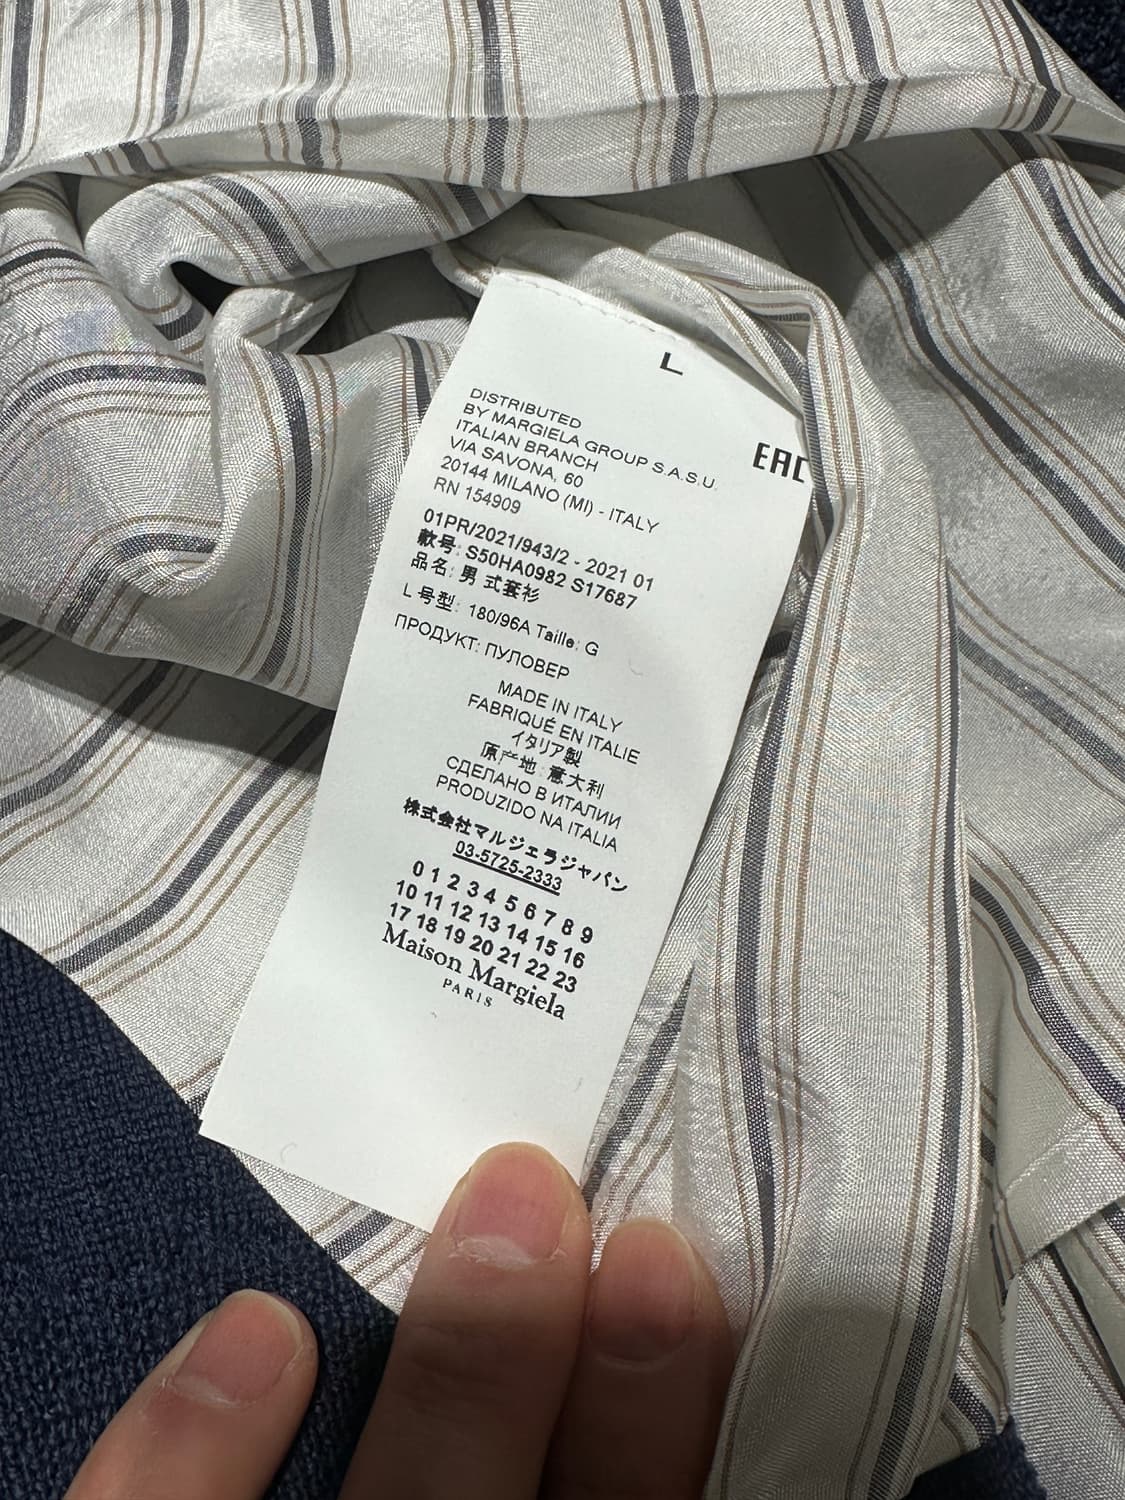 L
EAC
DISTRIBUTED
BY MARGIELA GROUP S.A.S.U.
ITALIAN BRANCH
VIA SAVONA, 60
20144 MILANO (MI) - ITALY
RN 154909
01PR/2021/943/2 - 2021 01
款号: S50HA0982 S17687
品名: 男 式套衫
L 号型: 180/96A Taille: G
ПРОДУКТ: ПУЛОВЕР
MADE IN ITALY
FABRIQUÉ EN ITALIE
イタリア製
原产地: 意大利
СДЕЛАНО В ИТАЛИИ
PRODUZIDO NA ITALIA
株式会社マルジェラジャパン
03-5725-2333
0 1 2 3 4 5 6 7 8 9
10 11 12 13 14 15 16
17 18 19 20 21 22 23
Maison Margiela
PARIS